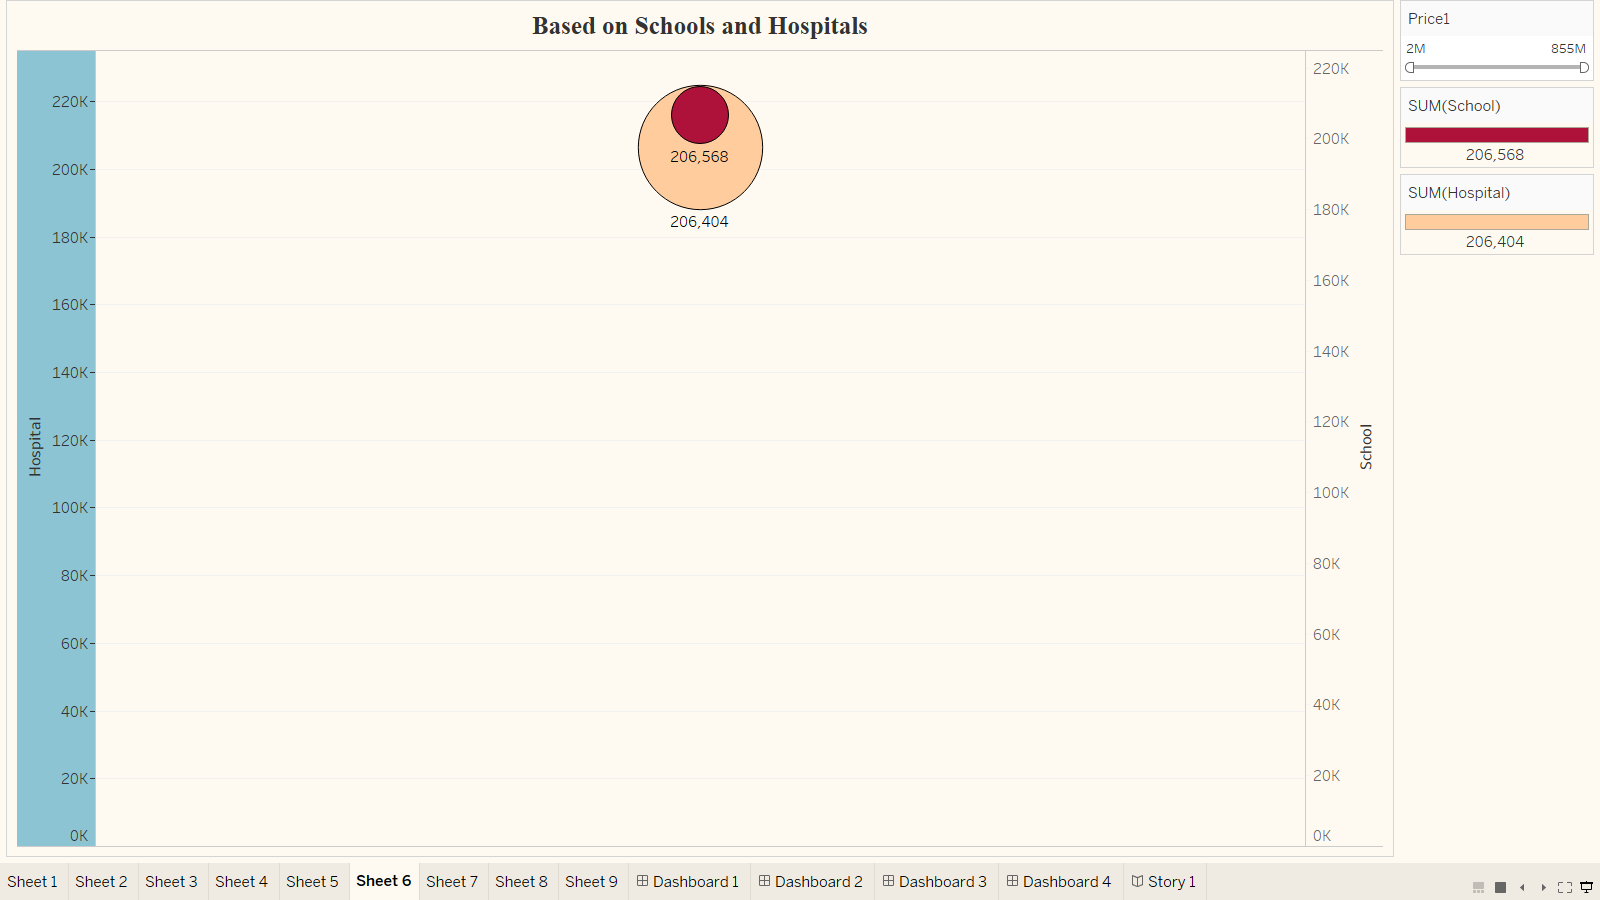 Based on Schools and Hospitals
Hospital
220K
200K
180K
160K
140K
120K
100K
80K
60K
40K
20K
0K
206,568
206,404
220K
200K
180K
160K
140K
120K
100K
80K
60K
40K
20K
0K
School
Price1
2M 855M
SUM(School)
206,568
SUM(Hospital)
206,404
Sheet 1 Sheet 2 Sheet 3 Sheet 4 Sheet 5 Sheet 6 Sheet 7 Sheet 8 Sheet 9 Dashboard 1 Dashboard 2 Dashboard 3 Dashboard 4 Story 1